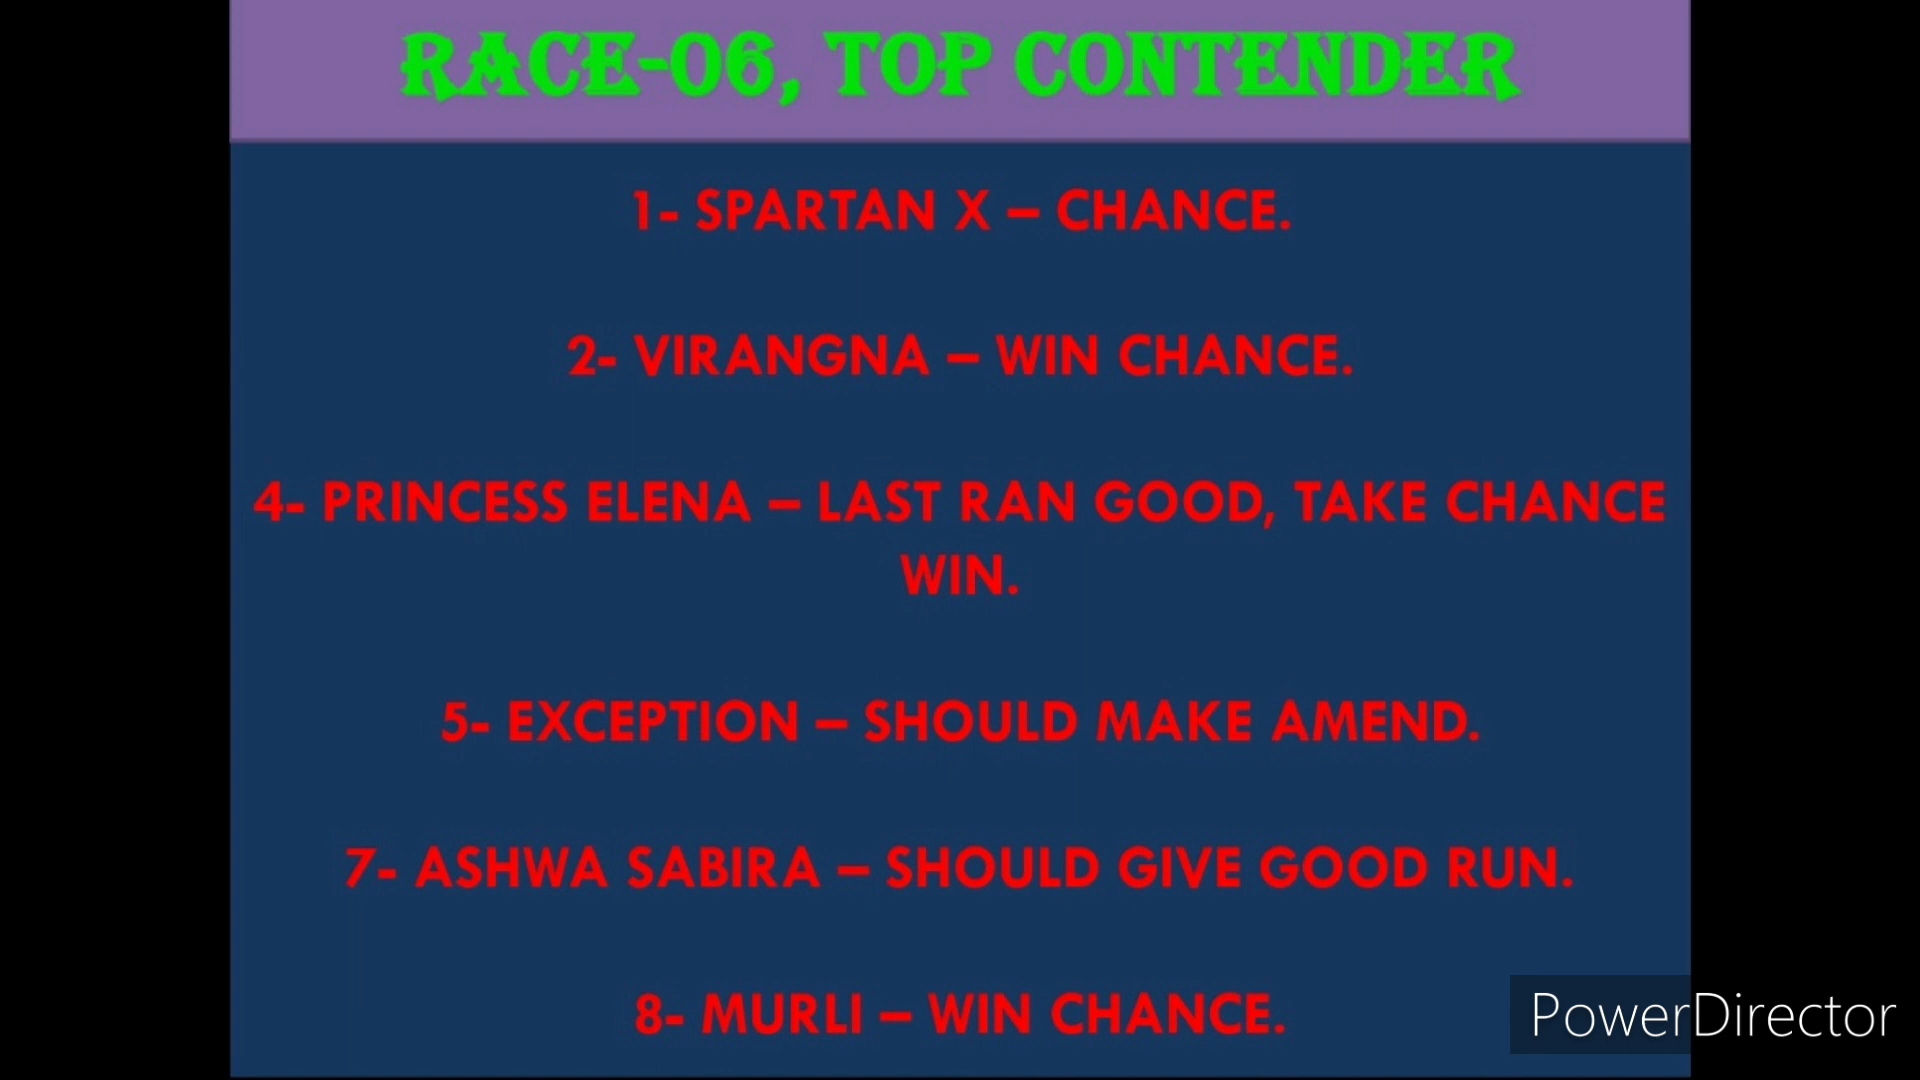 RACE-06, TOP CONTENDER
1- SPARTAN X – CHANCE.
2- VIRANGNA – WIN CHANCE.
4- PRINCESS ELENA – LAST RAN GOOD, TAKE CHANCE
WIN.
5- EXCEPTION – SHOULD MAKE AMEND.
7- ASHWA SABIRA – SHOULD GIVE GOOD RUN.
8- MURLI – WIN CHANCE.
PowerDirector